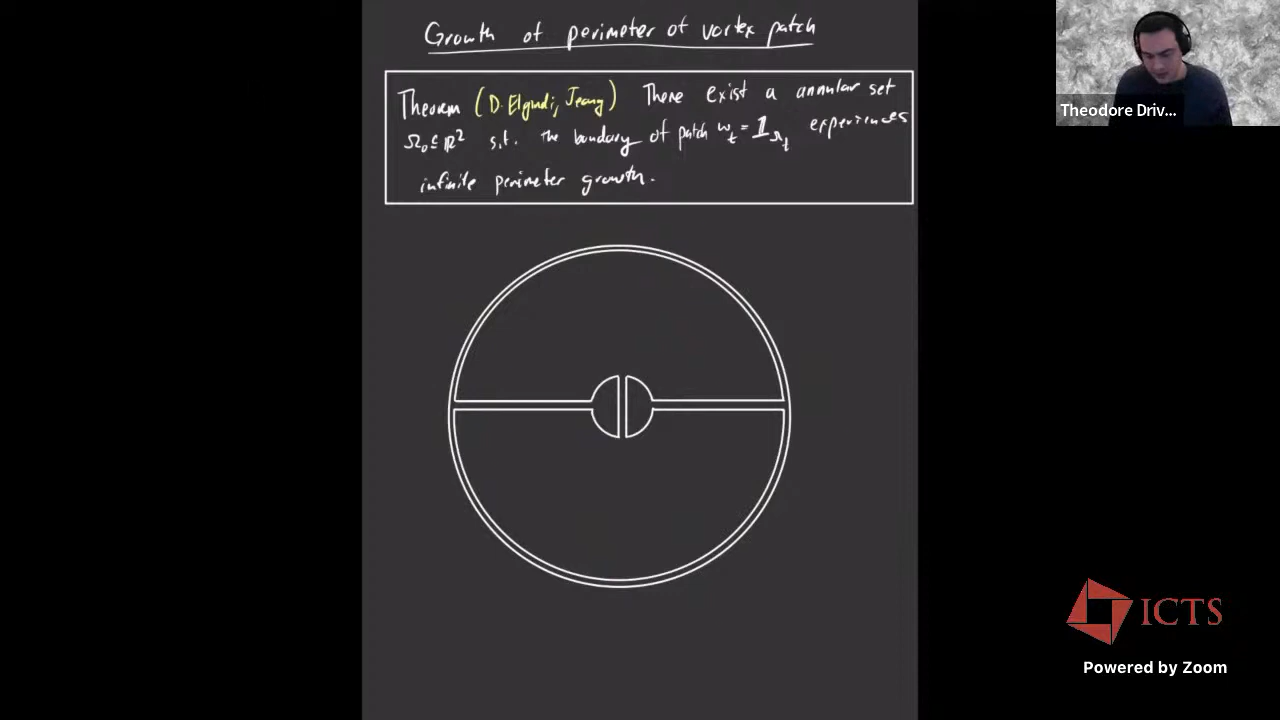 Growth of perimeter of vortex patch
Theorem (D. Elgindi, Jeong) There exist a annular set
Ω₀ ⊆ ℝ² s.t. the boundary of patch ω_t = 𝟙_{Ω_t} experiences
infinite perimeter growth.
Theodore Driv...
ICTS
Powered by Zoom